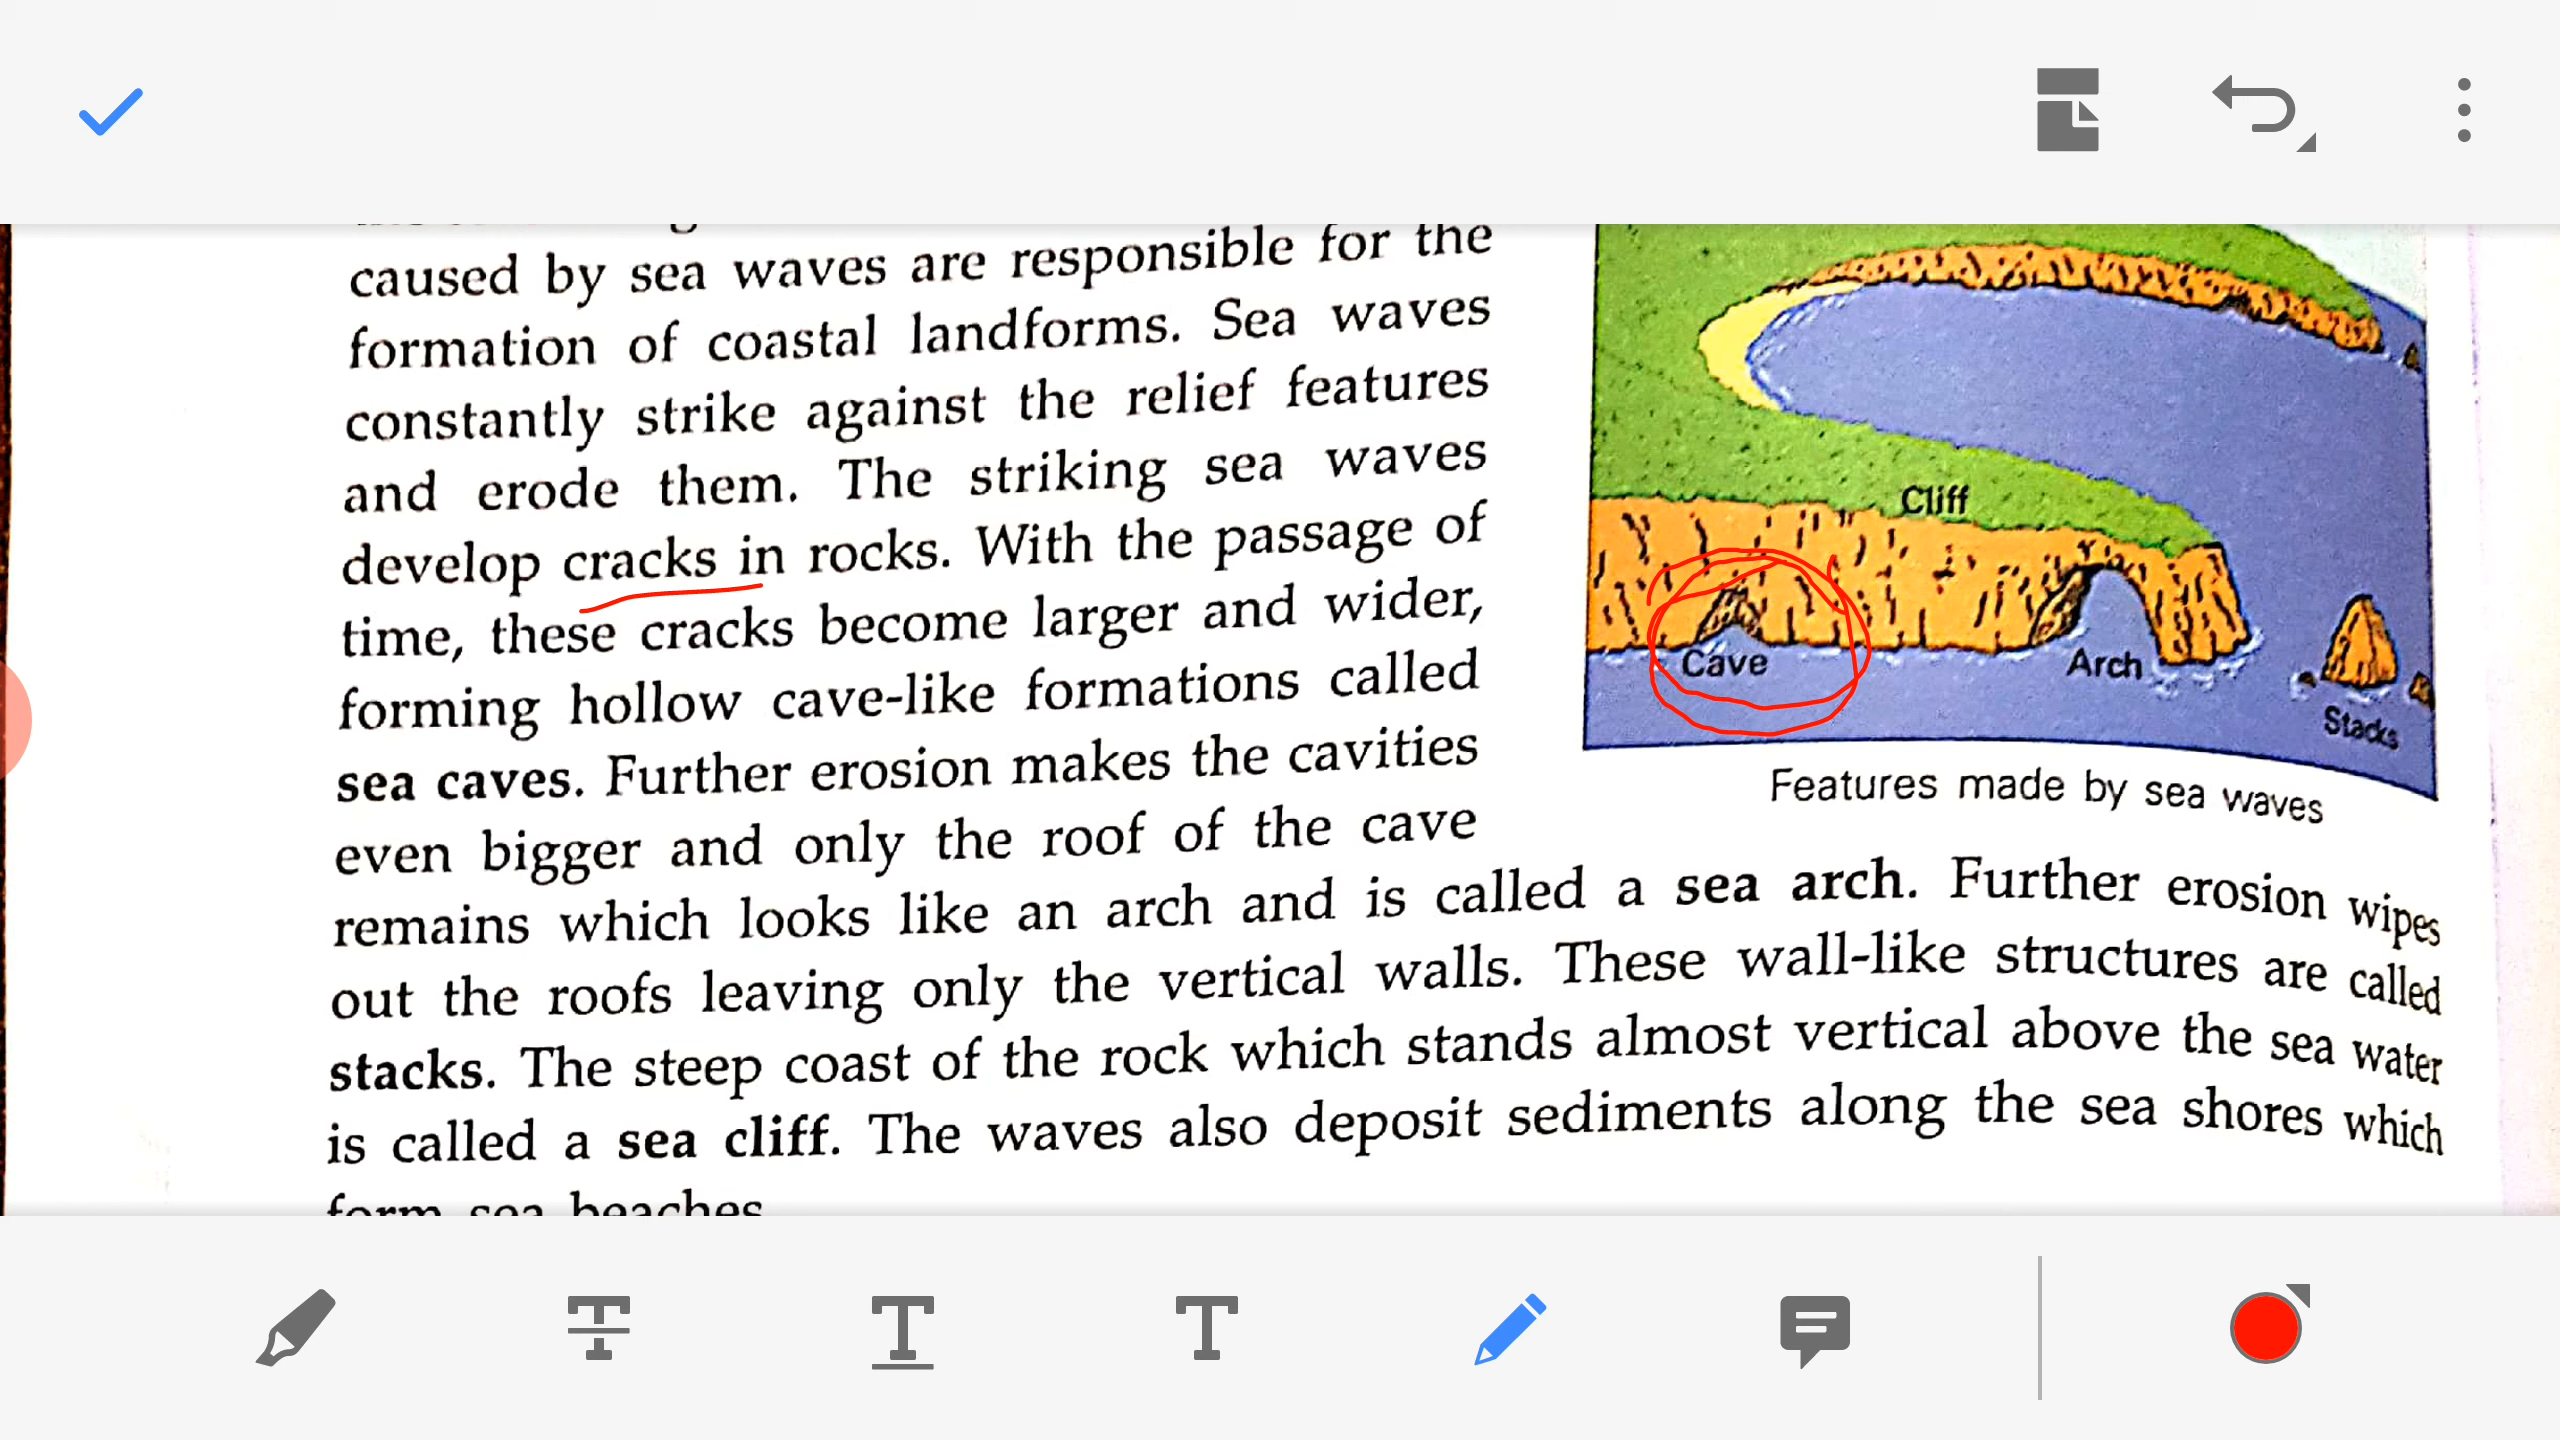 caused by sea waves are responsible for the
formation of coastal landforms. Sea waves
constantly strike against the relief features
and erode them. The striking sea waves
develop cracks in rocks. With the passage of
time, these cracks become larger and wider,
forming hollow cave-like formations called
sea caves. Further erosion makes the cavities
even bigger and only the roof of the cave
remains which looks like an arch and is called a sea arch. Further erosion wipes
out the roofs leaving only the vertical walls. These wall-like structures are called
stacks. The steep coast of the rock which stands almost vertical above the sea water
is called a sea cliff. The waves also deposit sediments along the sea shores which
form sea beaches
Cliff
Cave
Arch
Stacks
Features made by sea waves